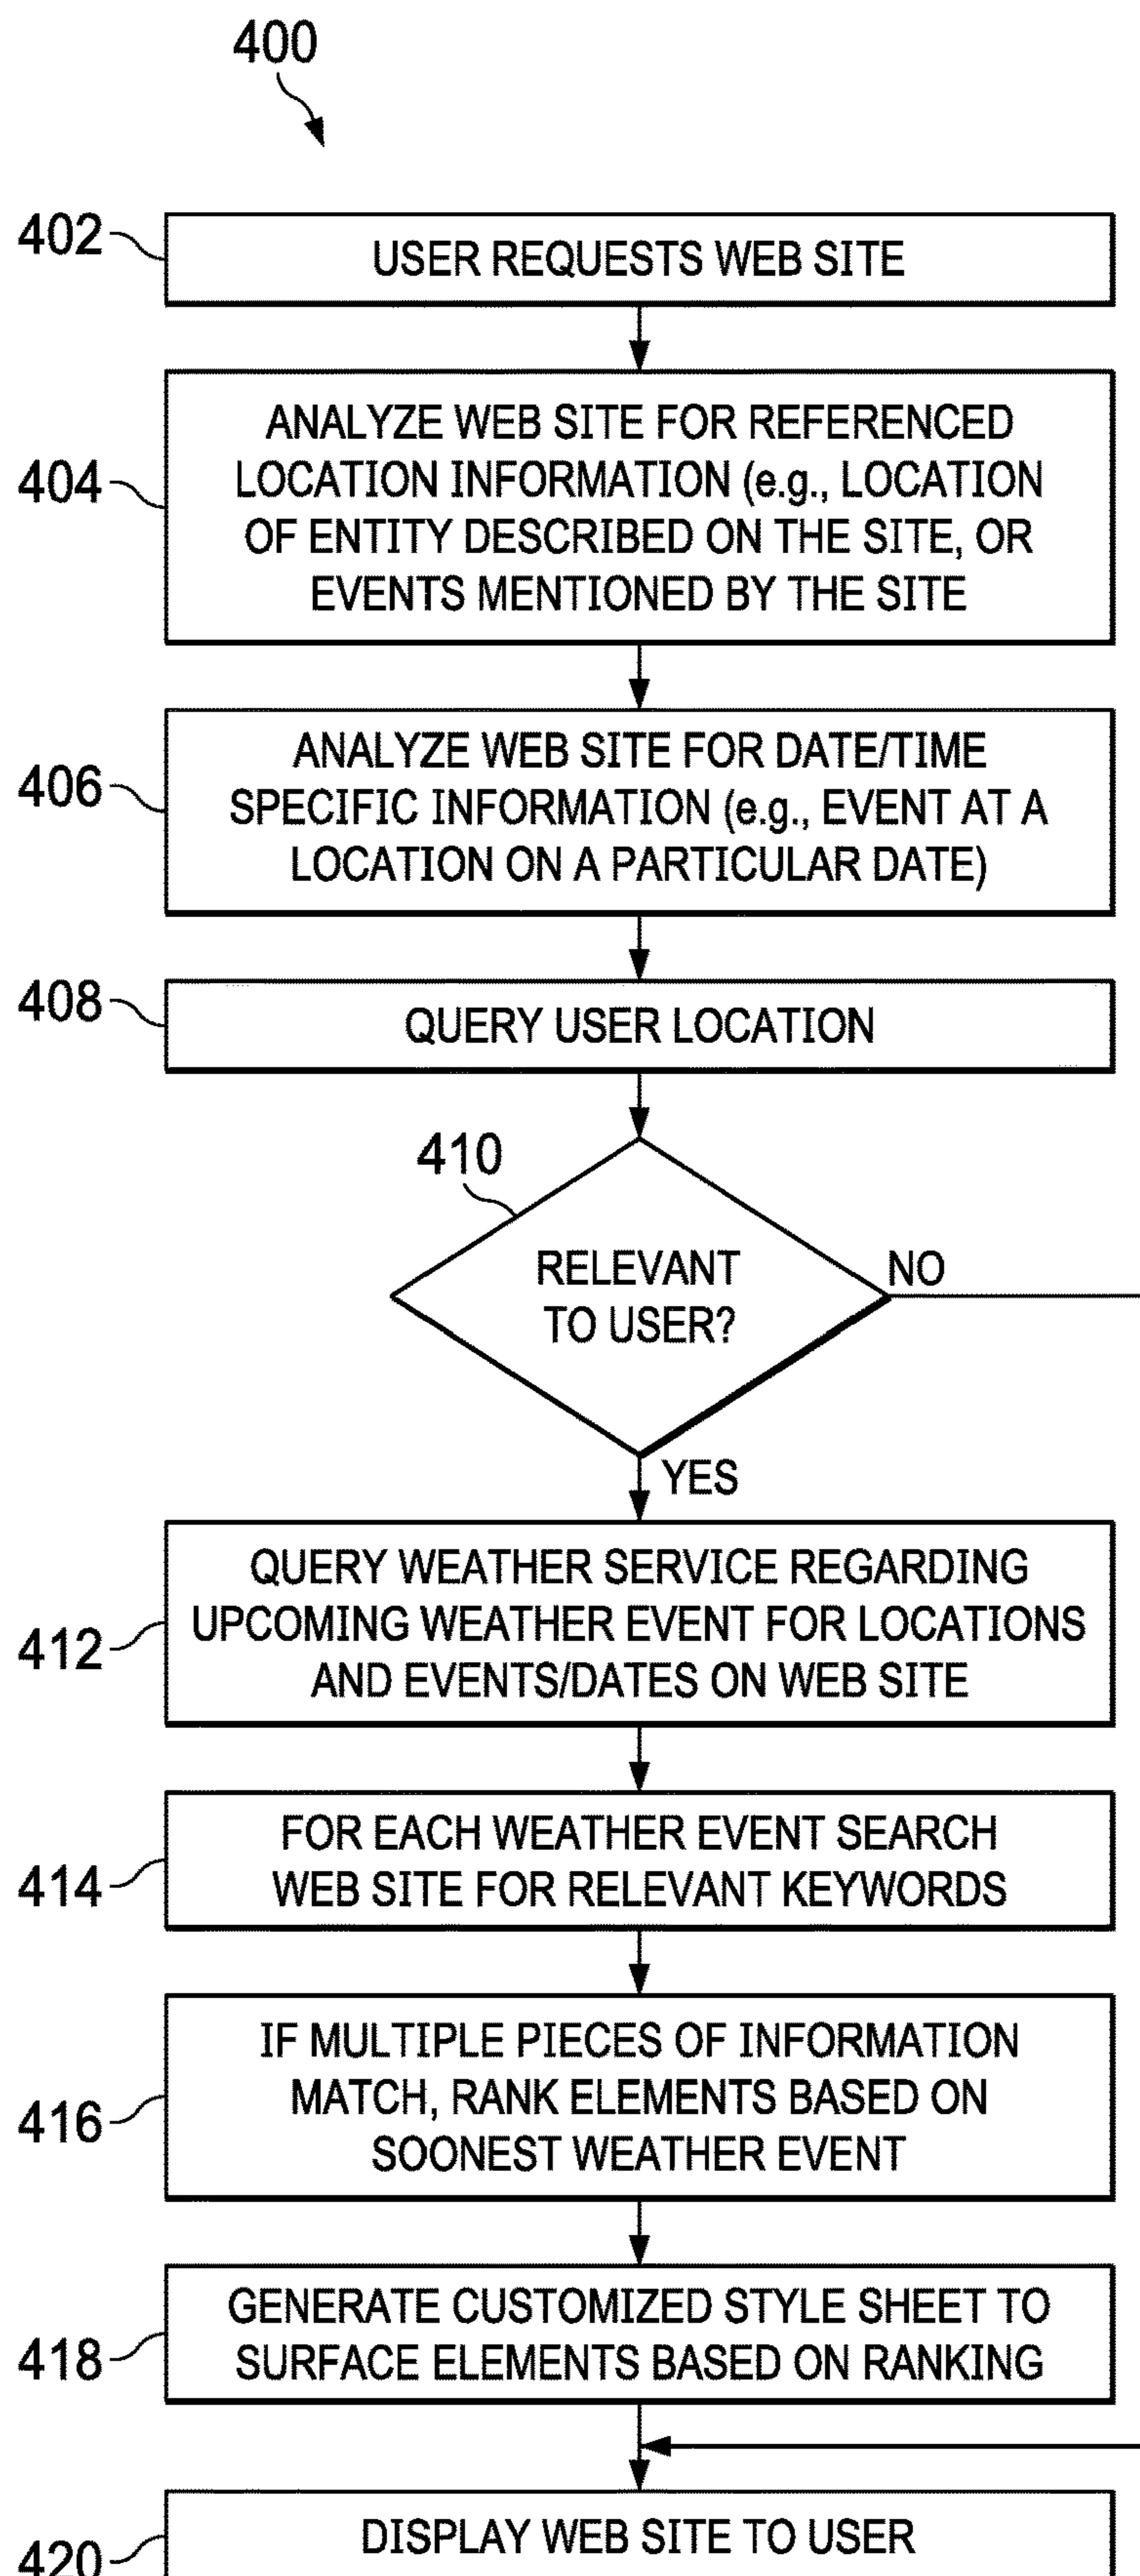 400
402
USER REQUESTS WEB SITE
404
ANALYZE WEB SITE FOR REFERENCED
LOCATION INFORMATION (e.g., LOCATION
OF ENTITY DESCRIBED ON THE SITE, OR
EVENTS MENTIONED BY THE SITE
406
ANALYZE WEB SITE FOR DATE/TIME
SPECIFIC INFORMATION (e.g., EVENT AT A
LOCATION ON A PARTICULAR DATE)
408
QUERY USER LOCATION
410
RELEVANT
TO USER?
NO
YES
412
QUERY WEATHER SERVICE REGARDING
UPCOMING WEATHER EVENT FOR LOCATIONS
AND EVENTS/DATES ON WEB SITE
414
FOR EACH WEATHER EVENT SEARCH
WEB SITE FOR RELEVANT KEYWORDS
416
IF MULTIPLE PIECES OF INFORMATION
MATCH, RANK ELEMENTS BASED ON
SOONEST WEATHER EVENT
418
GENERATE CUSTOMIZED STYLE SHEET TO
SURFACE ELEMENTS BASED ON RANKING
420
DISPLAY WEB SITE TO USER